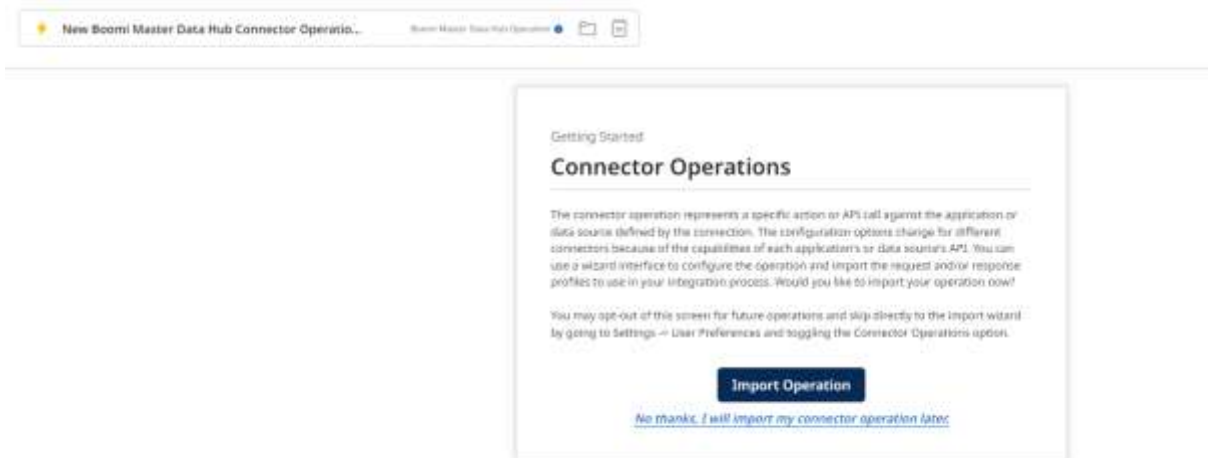 New Boomi Master Data Hub Connector Operatio...
Boomi Master Data Hub Operation
Getting Started
Connector Operations
The connector operation represents a specific action or API call against the application or
data source defined by the connection. The configuration options change for different
connectors because of the capabilities of each application's or data source's API. You can
use a wizard interface to configure the operation and import the request and/or response
profiles to use in your integration process. Would you like to import your operation now?
You may opt-out of this screen for future operations and skip directly to the import wizard
by going to Settings -> User Preferences and toggling the Connector Operations option.
Import Operation
No thanks, I will import my connector operation later.